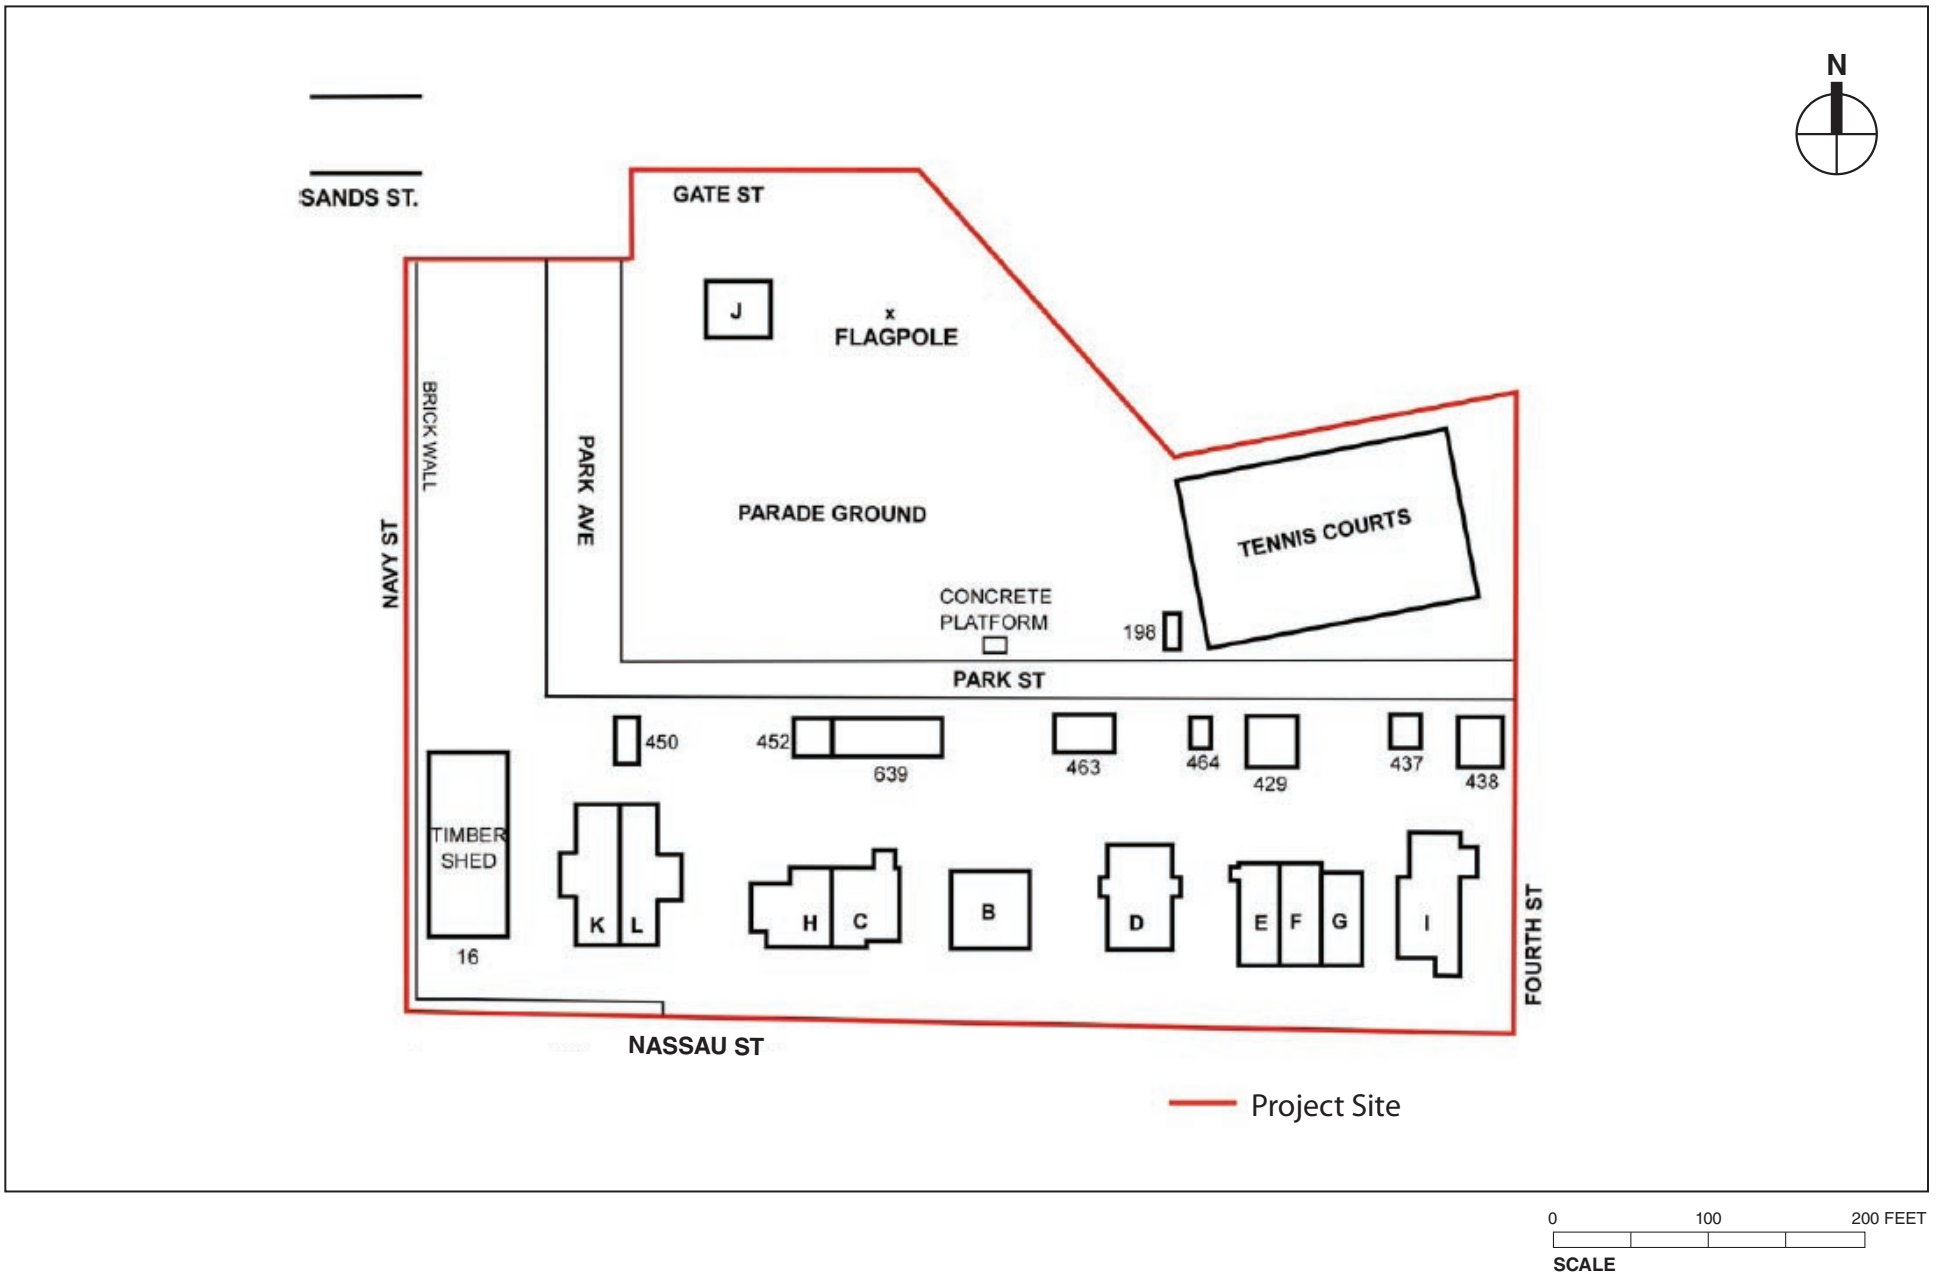 N
SANDS ST.
GATE ST
J
x
FLAGPOLE
BRICK WALL
PARK AVE
NAVY ST
PARADE GROUND
TENNIS COURTS
CONCRETE
PLATFORM
198
PARK ST
450
452
639
463
464
429
437
438
TIMBER
SHED
16
K
L
H
C
B
D
E
F
G
I
FOURTH ST
NASSAU ST
Project Site
0 100 200 FEET
SCALE